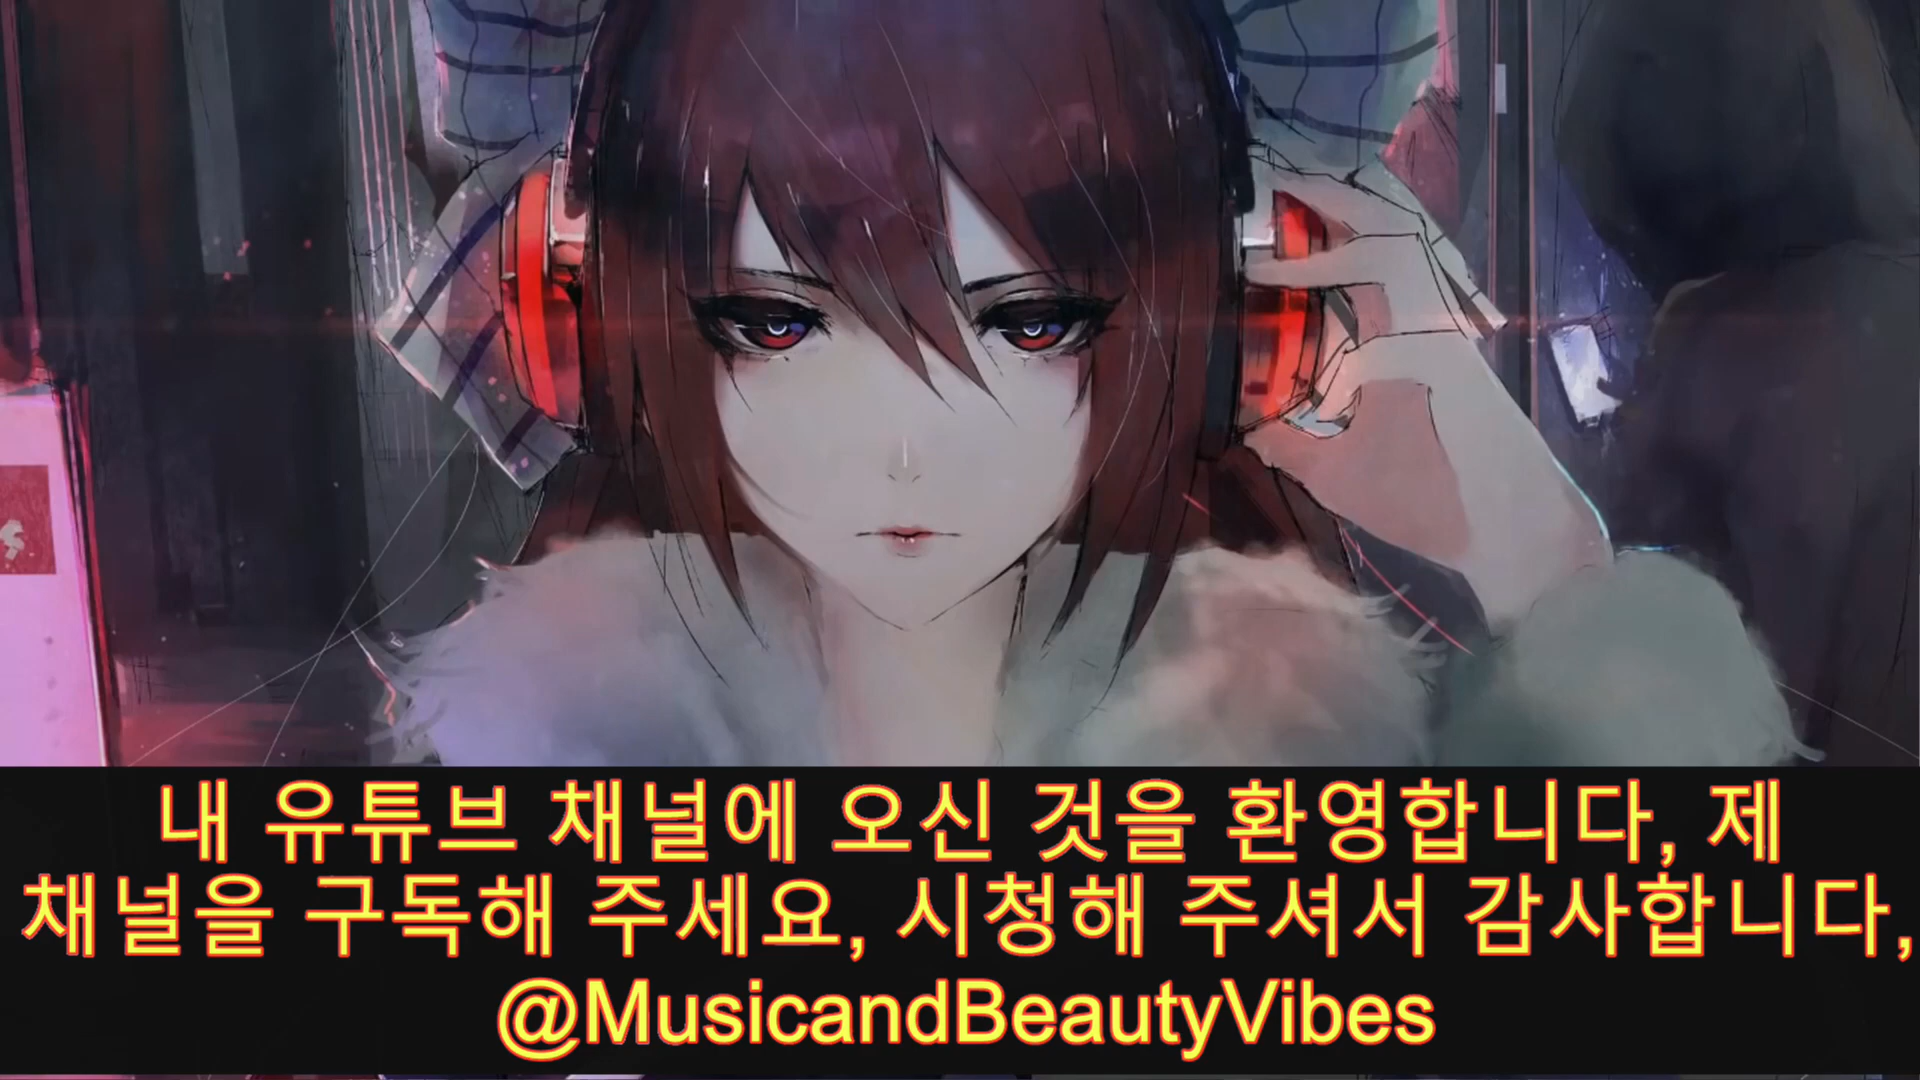 내 유튜브 채널에 오신 것을 환영합니다, 제
채널을 구독해 주세요, 시청해 주셔서 감사합니다,
@MusicandBeautyVibes